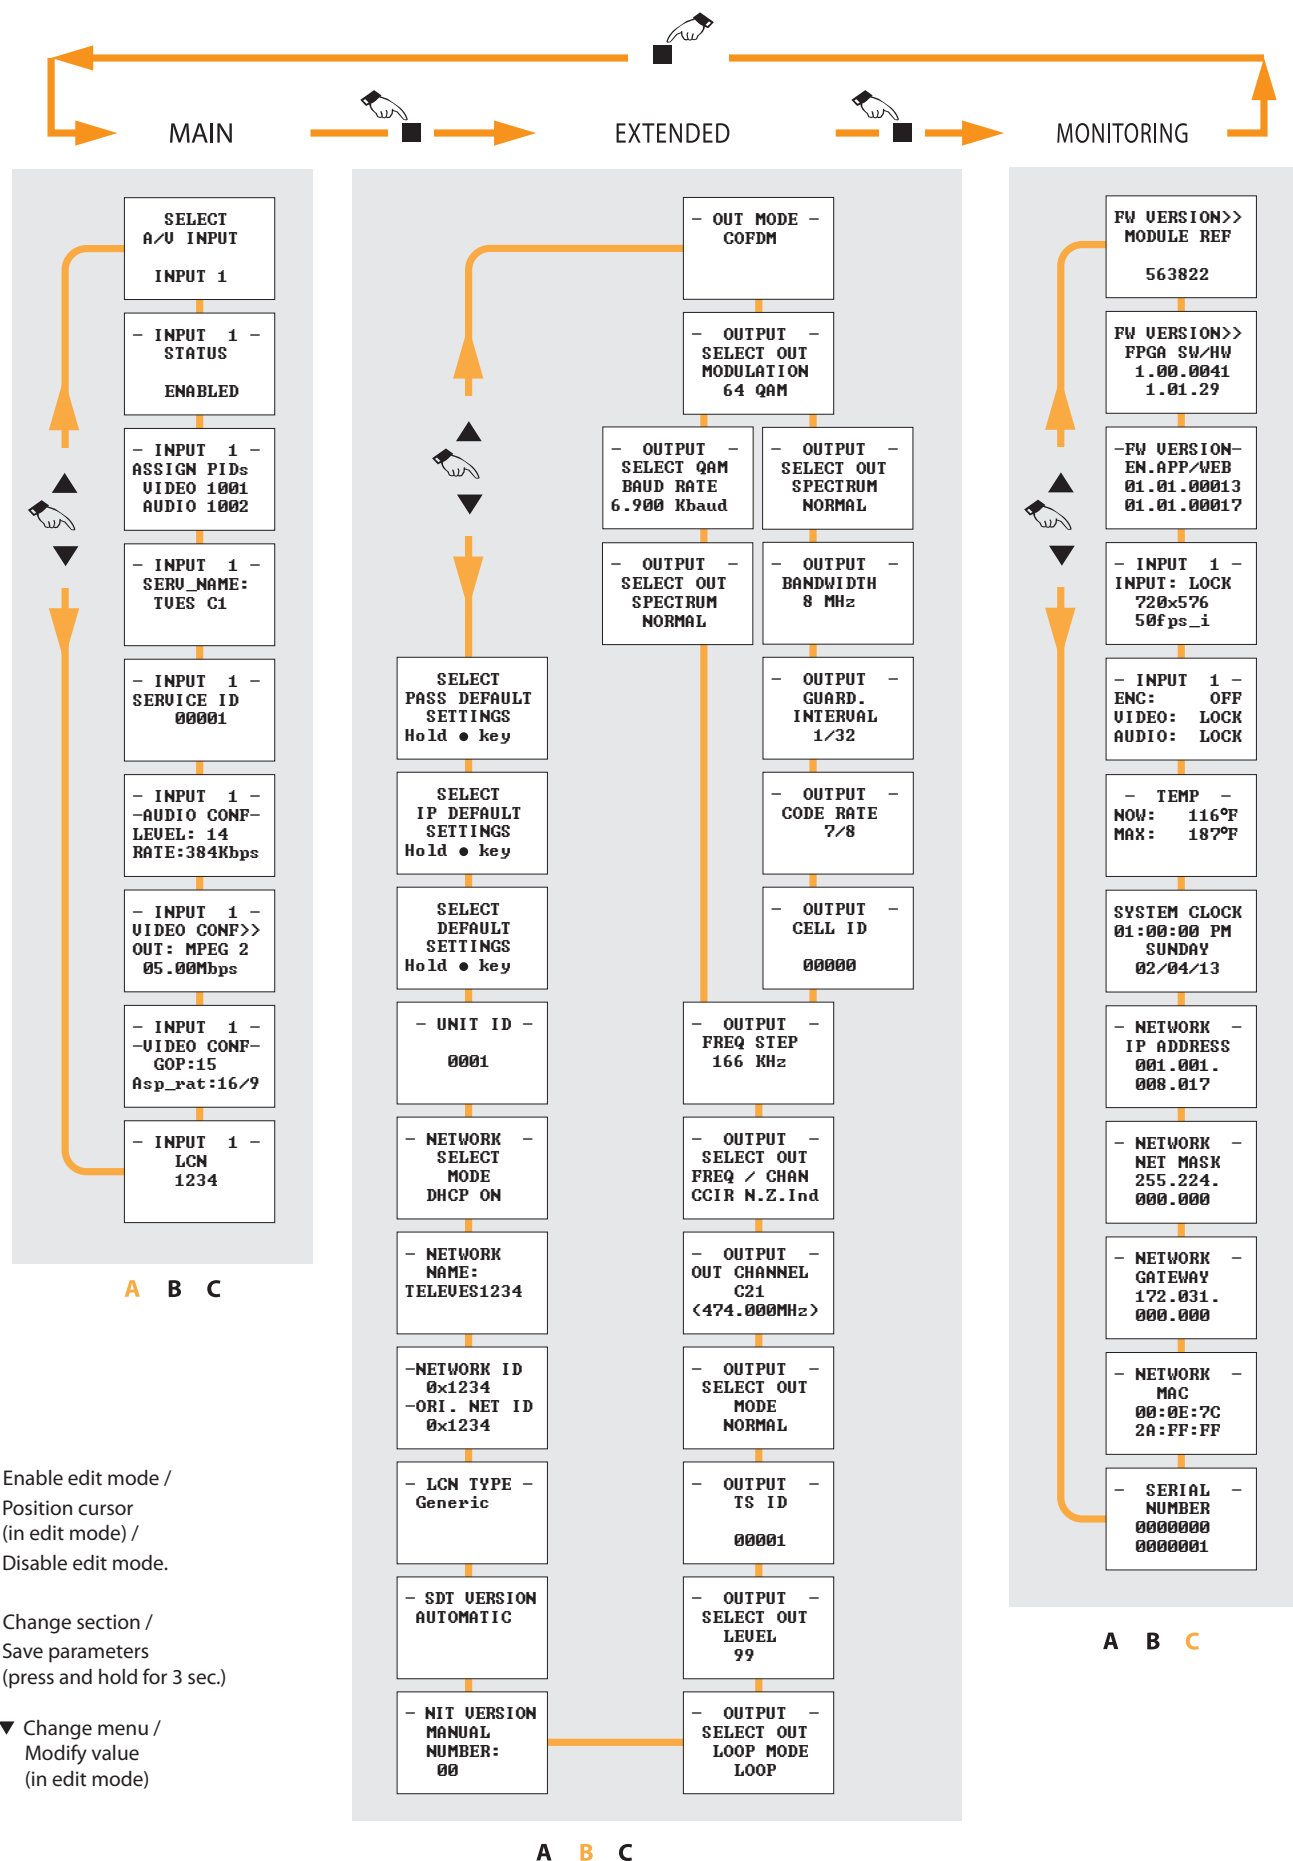 MAIN
EXTENDED
MONITORING
SELECT
A/V INPUT
INPUT 1
- INPUT 1 -
STATUS
ENABLED
- INPUT 1 -
ASSIGN PIDs
VIDEO 1001
AUDIO 1002
- INPUT 1 -
SERV_NAME:
TVES C1
- INPUT 1 -
SERVICE ID
00001
- INPUT 1 -
-AUDIO CONF-
LEVEL: 14
RATE:384Kbps
- INPUT 1 -
VIDEO CONF>>
OUT: MPEG 2
05.00Mbps
- INPUT 1 -
-VIDEO CONF-
GOP:15
Asp_rat:16/9
- INPUT 1 -
LCN
1234
A B C
Enable edit mode /
Position cursor
(in edit mode) /
Disable edit mode.
Change section /
Save parameters
(press and hold for 3 sec.)
▼ Change menu /
Modify value
(in edit mode)
- OUT MODE -
COFDM
- OUTPUT -
SELECT OUT
MODULATION
64 QAM
- OUTPUT -
SELECT QAM
BAUD RATE
6.900 Kbaud
- OUTPUT -
SELECT OUT
SPECTRUM
NORMAL
- OUTPUT -
SELECT OUT
SPECTRUM
NORMAL
- OUTPUT -
BANDWIDTH
8 MHz
- OUTPUT -
GUARD.
INTERVAL
1/32
- OUTPUT -
CODE RATE
7/8
- OUTPUT -
CELL ID
00000
- OUTPUT -
FREQ STEP
166 KHz
- OUTPUT -
SELECT OUT
FREQ / CHAN
CCIR N.Z.Ind
- OUTPUT -
OUT CHANNEL
C21
(474.000MHz)
- OUTPUT -
SELECT OUT
MODE
NORMAL
- OUTPUT -
TS ID
00001
- OUTPUT -
SELECT OUT
LEVEL
99
- OUTPUT -
SELECT OUT
LOOP MODE
LOOP
SELECT
PASS DEFAULT
SETTINGS
Hold ● key
SELECT
IP DEFAULT
SETTINGS
Hold ● key
SELECT
DEFAULT
SETTINGS
Hold ● key
- UNIT ID -
0001
- NETWORK -
SELECT
MODE
DHCP ON
- NETWORK
NAME:
TELEVES1234
-NETWORK ID
0x1234
-ORI. NET ID
0x1234
- LCN TYPE -
Generic
- SDT VERSION
AUTOMATIC
- NIT VERSION
MANUAL
NUMBER:
00
A B C
FW VERSION>>
MODULE REF
563822
FW VERSION>>
FPGA SW/HW
1.00.0041
1.01.29
-FW VERSION-
EN.APP/WEB
01.01.00013
01.01.00017
- INPUT 1 -
INPUT: LOCK
720x576
50fps_i
- INPUT 1 -
ENC: OFF
VIDEO: LOCK
AUDIO: LOCK
- TEMP -
NOW: 116ºF
MAX: 187ºF
SYSTEM CLOCK
01:00:00 PM
SUNDAY
02/04/13
- NETWORK -
IP ADDRESS
001.001.
008.017
- NETWORK -
NET MASK
255.224.
000.000
- NETWORK -
GATEWAY
172.031.
000.000
- NETWORK -
MAC
00:0E:7C
2A:FF:FF
- SERIAL -
NUMBER
0000000
0000001
A B C